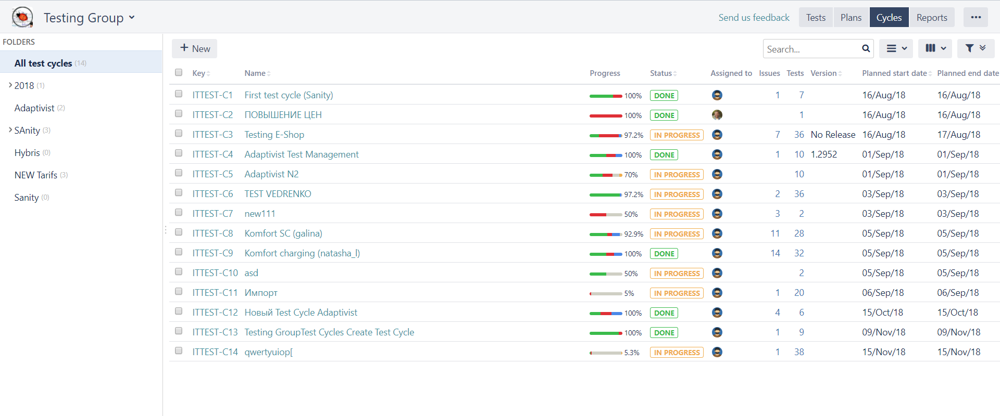 Testing Group
Send us feedback Tests Plans Cycles Reports
FOLDERS
All test cycles (14)
2018 (1)
Adaptivist (2)
SAnity (3)
Hybris (0)
NEW Tarifs (3)
Sanity (0)
New Search...
Key Name Progress Status Assigned to Issues Tests Version Planned start date Planned end date
ITTEST-C1 First test cycle (Sanity) 100% DONE 1 7 16/Aug/18 16/Aug/18
ITTEST-C2 ПОВЫШЕНИЕ ЦЕН 100% DONE 1 16/Aug/18 16/Aug/18
ITTEST-C3 Testing E-Shop 97.2% IN PROGRESS 7 36 No Release 16/Aug/18 17/Aug/18
ITTEST-C4 Adaptivist Test Management 100% DONE 1 10 1.2952 01/Sep/18 01/Sep/18
ITTEST-C5 Adaptivist N2 70% IN PROGRESS 10 01/Sep/18 01/Sep/18
ITTEST-C6 TEST VEDRENKO 97.2% IN PROGRESS 2 36 03/Sep/18 03/Sep/18
ITTEST-C7 new111 50% IN PROGRESS 3 2 03/Sep/18 03/Sep/18
ITTEST-C8 Komfort SC (galina) 92.9% IN PROGRESS 11 28 05/Sep/18 05/Sep/18
ITTEST-C9 Komfort charging (natasha_l) 100% DONE 14 32 05/Sep/18 05/Sep/18
ITTEST-C10 asd 50% IN PROGRESS 2 05/Sep/18 05/Sep/18
ITTEST-C11 Импорт 5% IN PROGRESS 1 20 06/Sep/18 06/Sep/18
ITTEST-C12 Новый Test Cycle Adaptivist 100% DONE 4 6 15/Oct/18 15/Oct/18
ITTEST-C13 Testing GroupTest Cycles Create Test Cycle 100% DONE 1 9 09/Nov/18 09/Nov/18
ITTEST-C14 qwertyuiop[ 5.3% IN PROGRESS 1 38 15/Nov/18 15/Nov/18